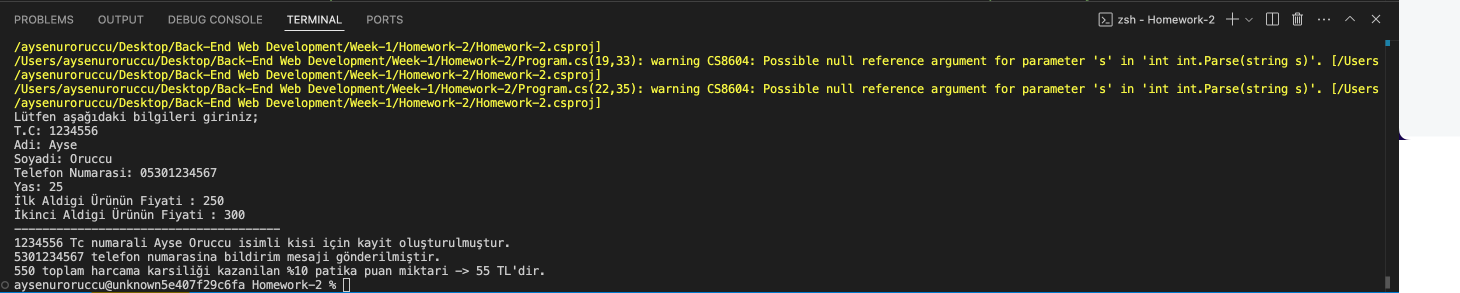 PROBLEMS OUTPUT DEBUG CONSOLE TERMINAL PORTS zsh - Homework-2
/aysenuroruccu/Desktop/Back-End Web Development/Week-1/Homework-2/Homework-2.csproj]
/Users/aysenuroruccu/Desktop/Back-End Web Development/Week-1/Homework-2/Program.cs(19,33): warning CS8604: Possible null reference argument for parameter 's' in 'int int.Parse(string s)'. [/Users
/aysenuroruccu/Desktop/Back-End Web Development/Week-1/Homework-2/Homework-2.csproj]
/Users/aysenuroruccu/Desktop/Back-End Web Development/Week-1/Homework-2/Program.cs(22,35): warning CS8604: Possible null reference argument for parameter 's' in 'int int.Parse(string s)'. [/Users
/aysenuroruccu/Desktop/Back-End Web Development/Week-1/Homework-2/Homework-2.csproj]
Lütfen aşağıdaki bilgileri giriniz;
T.C: 1234556
Adi: Ayse
Soyadi: Oruccu
Telefon Numarasi: 05301234567
Yas: 25
İlk Aldigi Ürünün Fiyati : 250
İkinci Aldigi Ürünün Fiyati : 300
--------------------------------------
1234556 Tc numarali Ayse Oruccu isimli kisi için kayit oluşturulmuştur.
5301234567 telefon numarasina bildirim mesaji gönderilmiştir.
550 toplam harcama karsiliği kazanilan %10 patika puan miktari -> 55 TL'dir.
aysenuroruccu@unknown5e407f29c6fa Homework-2 %